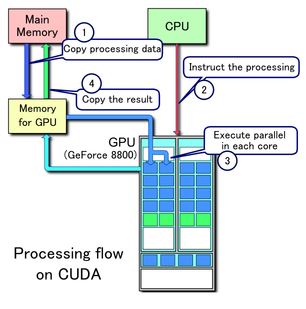 Main
Memory
1
Copy processing data
CPU
Instruct the processing
2
4
Copy the result
Memory
for GPU
GPU
(GeForce 8800)
Execute parallel
in each core
3
Processing flow
on CUDA